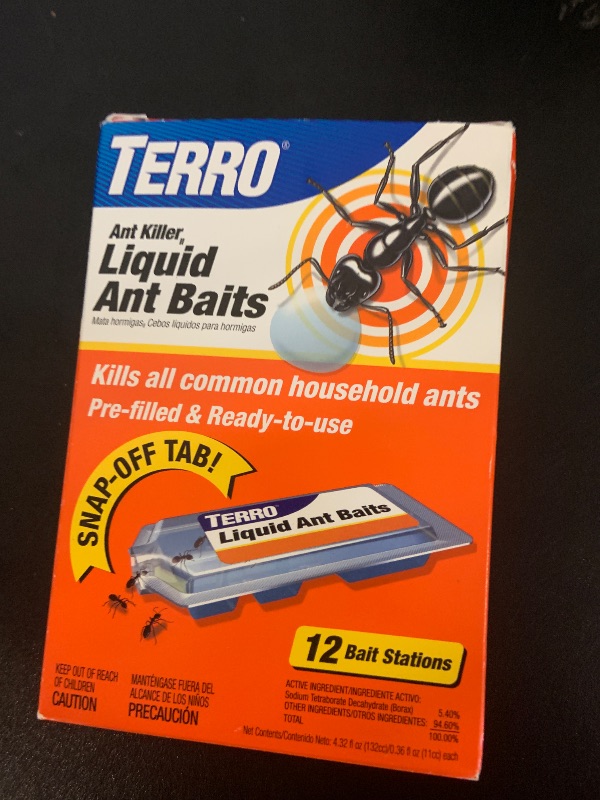 TERRO®
Ant Killer,
Liquid
Ant Baits
Mata hormigas, Cebos líquidos para hormigas
Kills all common household ants
Pre-filled & Ready-to-use
SNAP-OFF TAB!
TERRO
Liquid Ant Baits
12 Bait Stations
KEEP OUT OF REACH
OF CHILDREN
CAUTION
MANTÉNGASE FUERA DEL
ALCANCE DE LOS NIÑOS
PRECAUCIÓN
ACTIVE INGREDIENT/INGREDIENTE ACTIVO:
Sodium Tetraborate Decahydrate (Borax) 5.40%
OTHER INGREDIENTS/OTROS INGREDIENTES: 94.60%
TOTAL 100.00%
Net Contents/Contenido Neto: 4.32 fl oz (132cc)/0.36 fl oz (11cc) each